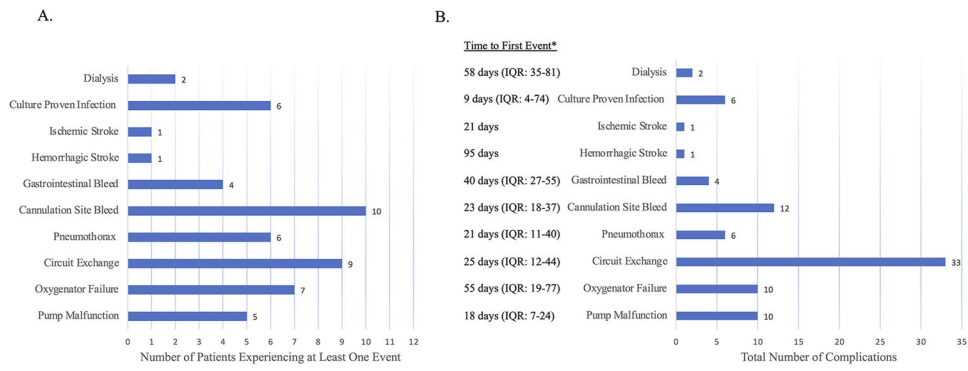 A.
Dialysis 2
Culture Proven Infection 6
Ischemic Stroke 1
Hemorrhagic Stroke 1
Gastrointestinal Bleed 4
Cannulation Site Bleed 10
Pneumothorax 6
Circuit Exchange 9
Oxygenator Failure 7
Pump Malfunction 5
0 1 2 3 4 5 6 7 8 9 10 11 12
Number of Patients Experiencing at Least One Event
B.
Time to First Event*
58 days (IQR: 35-81) Dialysis 2
9 days (IQR: 4-74) Culture Proven Infection 6
21 days Ischemic Stroke 1
95 days Hemorrhagic Stroke 1
40 days (IQR: 27-55) Gastrointestinal Bleed 4
23 days (IQR: 18-37) Cannulation Site Bleed 12
21 days (IQR: 11-40) Pneumothorax 6
25 days (IQR: 12-44) Circuit Exchange 33
55 days (IQR: 19-77) Oxygenator Failure 10
18 days (IQR: 7-24) Pump Malfunction 10
0 5 10 15 20 25 30 35
Total Number of Complications